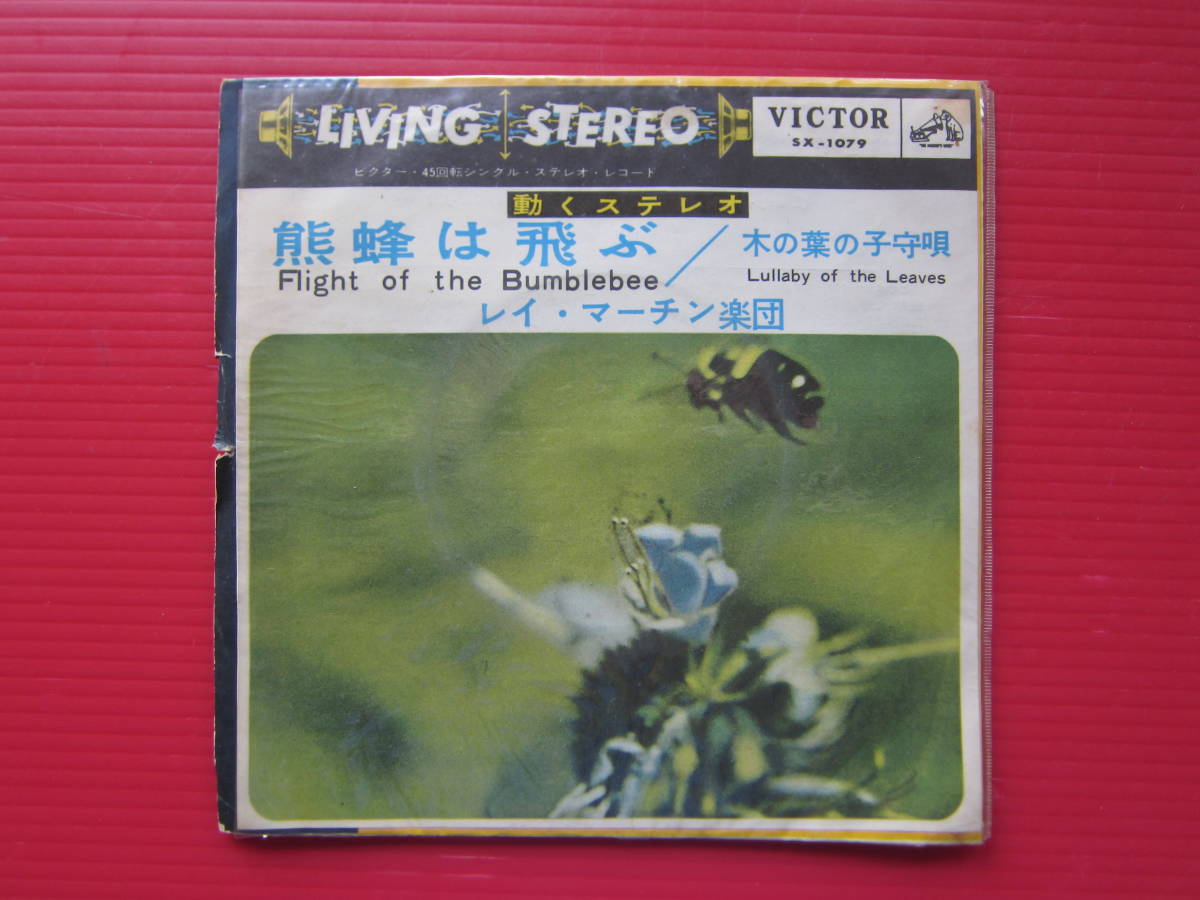 LIVING STEREO
VICTOR
SX-1079
"HIS MASTER'S VOICE"
ビクター・45回転シングル・ステレオ・レコード
動くステレオ
熊蜂は飛ぶ／木の葉の子守唄
Flight of the Bumblebee
Lullaby of the Leaves
レイ・マーチン楽団